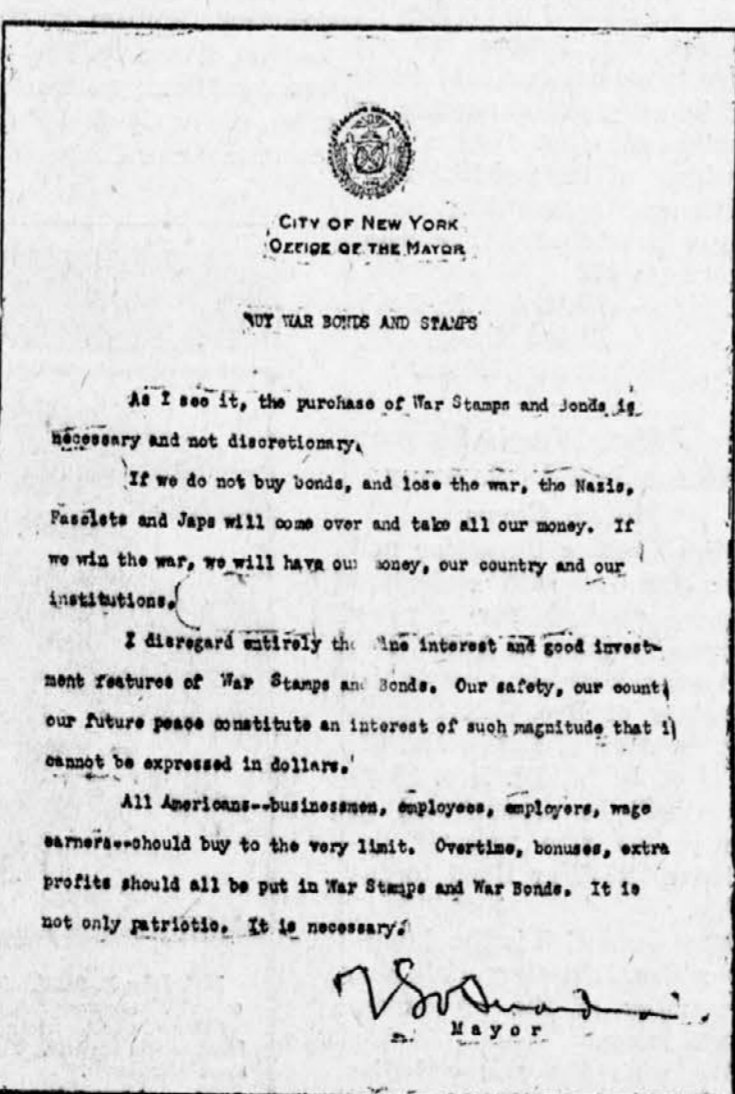 CITY OF NEW YORK
OFFICE OF THE MAYOR
BUY WAR BONDS AND STAMPS
As I see it, the purchase of War Stamps and Bonds is
necessary and not discretionary.
If we do not buy bonds, and lose the war, the Nazis,
Fascists and Japs will come over and take all our money. If
we win the war, we will have our money, our country and our
institutions.
I disregard entirely the fine interest and good invest-
ment features of War Stamps and Bonds. Our safety, our
our future peace constitute an interest of such magnitude that
cannot be expressed in dollars.
All Americans--businessmen, employees, employers, wage
earners--should buy to the very limit. Overtime, bonuses, extra
profits should all be put in War Stamps and War Bonds. It is
not only patriotic. It is necessary.
Mayor